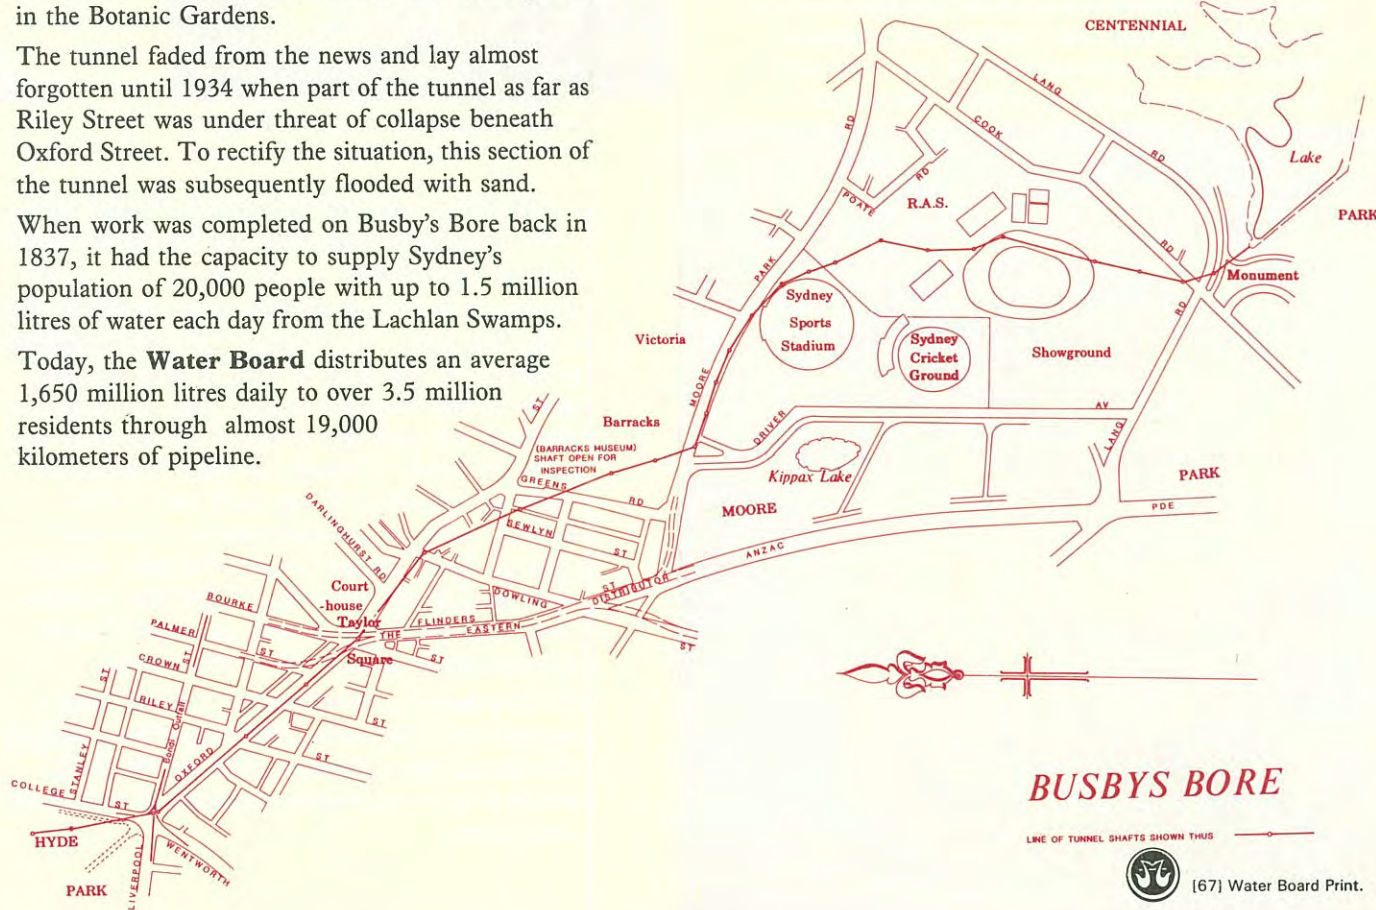 in the Botanic Gardens.
The tunnel faded from the news and lay almost
forgotten until 1934 when part of the tunnel as far as
Riley Street was under threat of collapse beneath
Oxford Street. To rectify the situation, this section of
the tunnel was subsequently flooded with sand.
When work was completed on Busby's Bore back in
1837, it had the capacity to supply Sydney's
population of 20,000 people with up to 1.5 million
litres of water each day from the Lachlan Swamps.
Today, the Water Board distributes an average
1,650 million litres daily to over 3.5 million
residents through almost 19,000
kilometers of pipeline.
CENTENNIAL
Lake
PARK
LANG
RD
COOK
RD
RD
POATE
RD
R.A.S.
Monument
PARK
MOORE
Sydney
Sports
Stadium
Sydney
Cricket
Ground
Showground
RD
LANG
Victoria
Barracks
(BARRACKS MUSEUM)
SHAFT OPEN FOR
INSPECTION
DRIVER
AV
Kippax Lake
MOORE
PARK
ANZAC
PDE
ST
GREENS
RD
SEWLYN
ST
DARLINGHURST RD
Court
-house
Taylor
Square
DOWLING
ST
ST
FLINDERS
ST
THE
EASTERN
DISTRIBUTOR
BOURKE
ST
PALMER
CROWN
ST
RILEY
ST
ST
Bondi Outfall
OXFORD
STANLEY
ST
COLLEGE
ST
HYDE
PARK
LIVERPOOL
WENTWORTH
BUSBYS BORE
LINE OF TUNNEL SHAFTS SHOWN THUS
[67] Water Board Print.